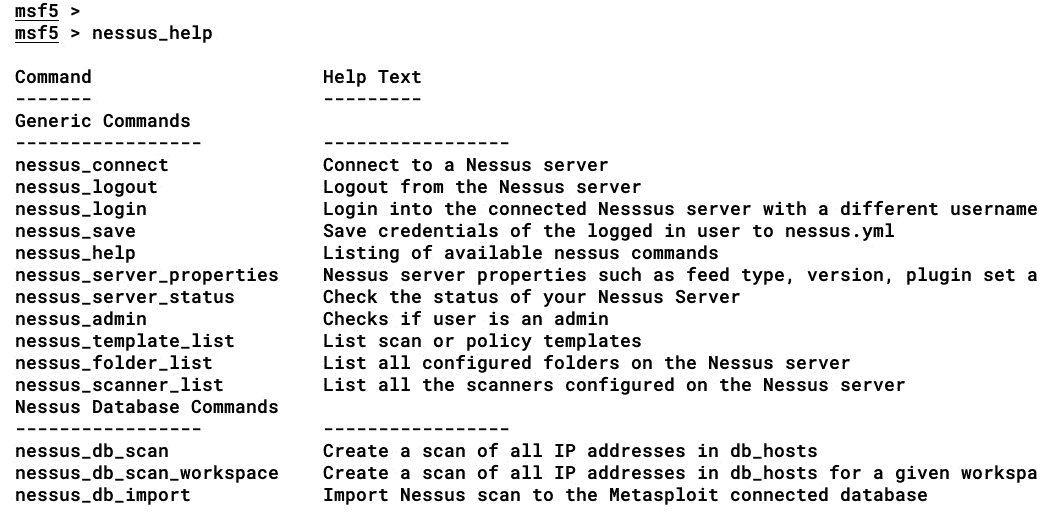 msf5 >
msf5 > nessus_help
Command Help Text
------- ---------
Generic Commands
----------------- -----------------
nessus_connect Connect to a Nessus server
nessus_logout Logout from the Nessus server
nessus_login Login into the connected Nesssus server with a different username
nessus_save Save credentials of the logged in user to nessus.yml
nessus_help Listing of available nessus commands
nessus_server_properties Nessus server properties such as feed type, version, plugin set a
nessus_server_status Check the status of your Nessus Server
nessus_admin Checks if user is an admin
nessus_template_list List scan or policy templates
nessus_folder_list List all configured folders on the Nessus server
nessus_scanner_list List all the scanners configured on the Nessus server
Nessus Database Commands
----------------- -----------------
nessus_db_scan Create a scan of all IP addresses in db_hosts
nessus_db_scan_workspace Create a scan of all IP addresses in db_hosts for a given workspa
nessus_db_import Import Nessus scan to the Metasploit connected database